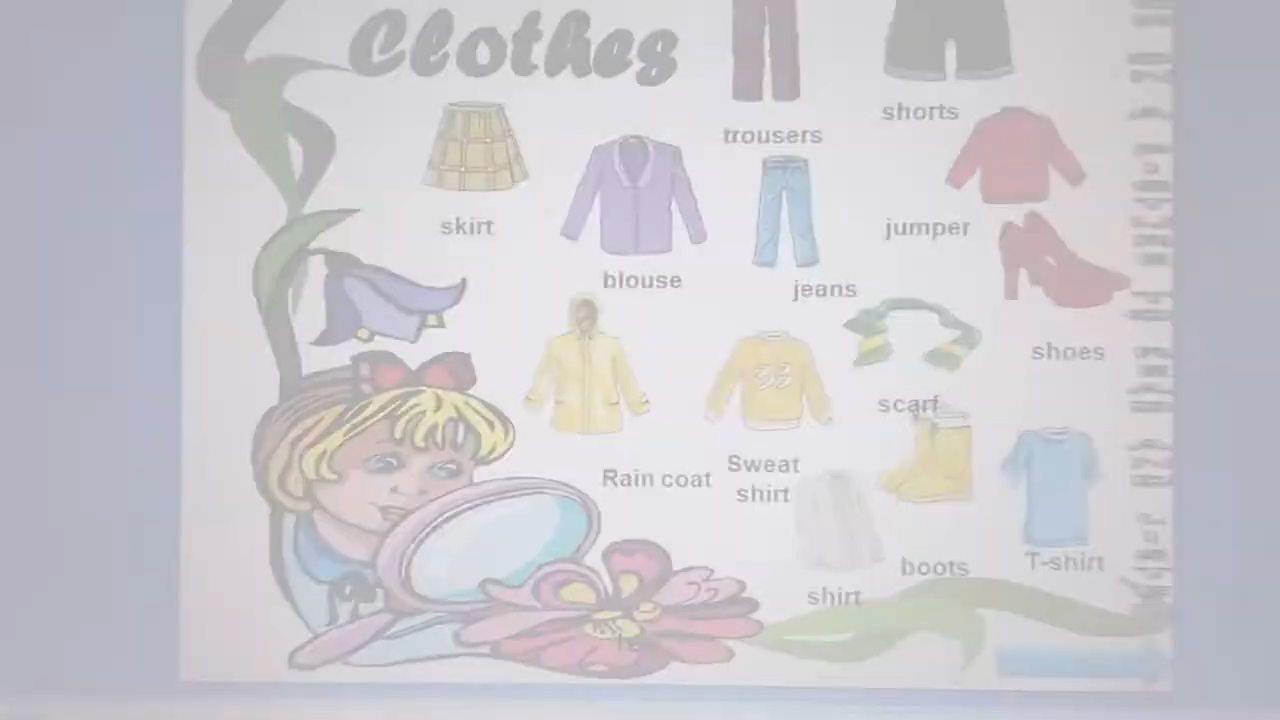 Clothes
shorts
trousers
skirt
jumper
blouse
jeans
shoes
scarf
Sweat
shirt
Rain coat
T-shirt
boots
shirt